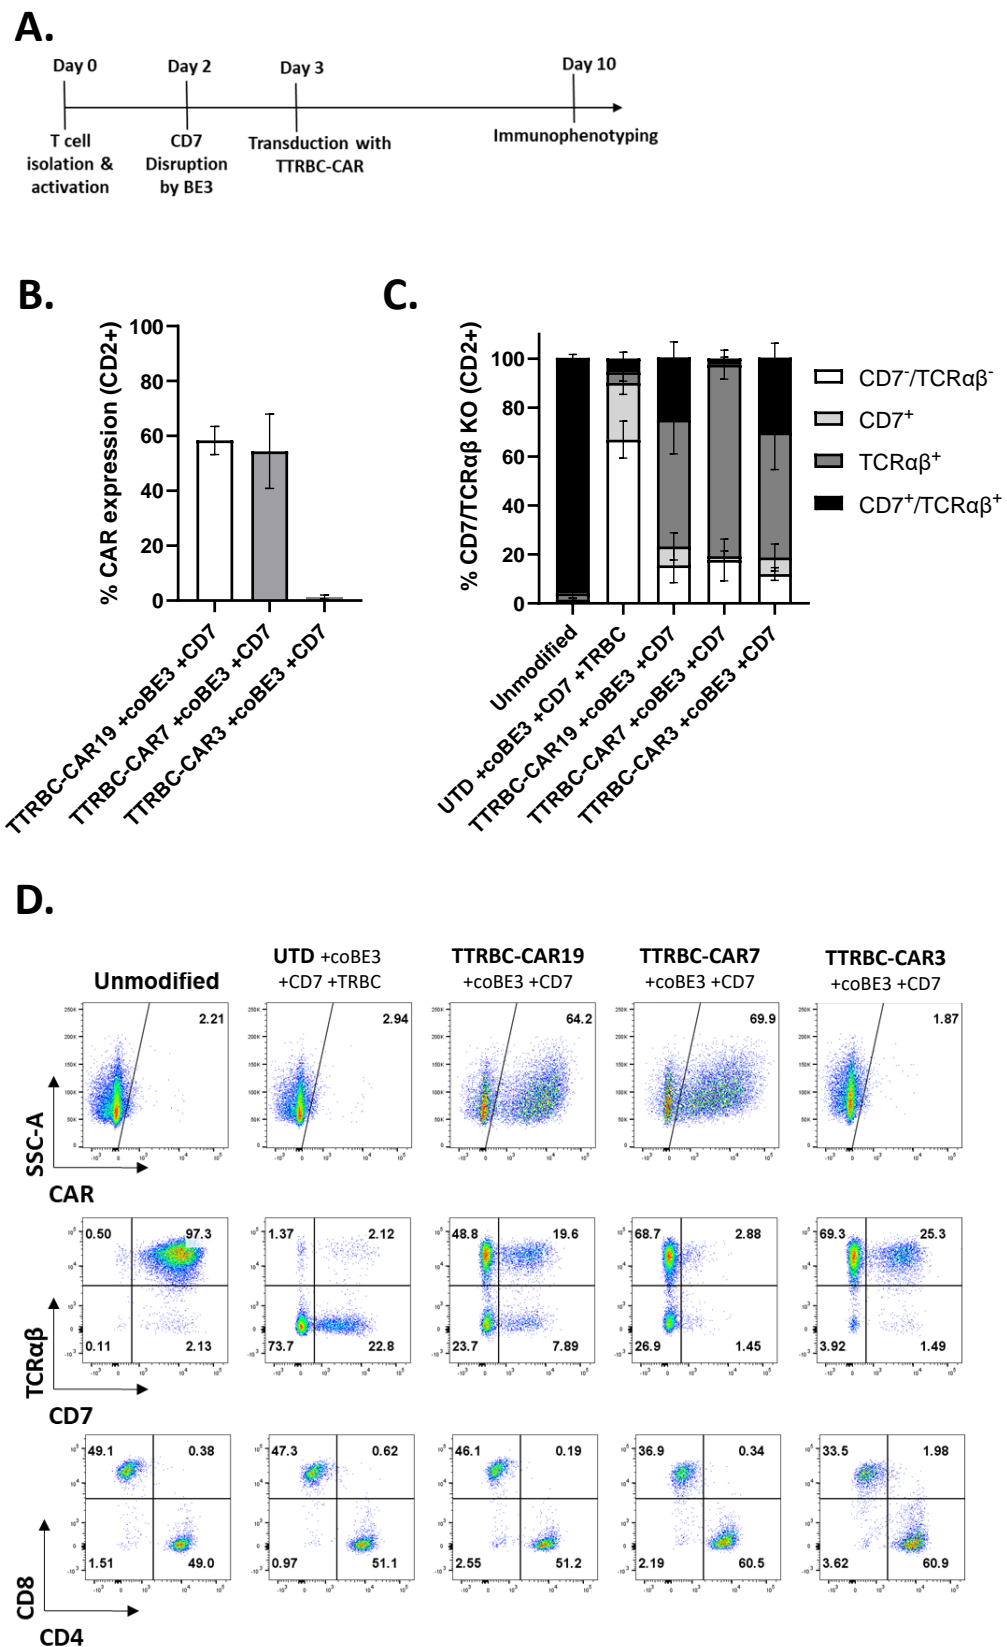 A.
Day 0
Day 2
Day 3
Day 10
T cell
isolation &
activation
CD7
Disruption
by BE3
Transduction with
TTRBC-CAR
Immunophenotyping
B.
% CAR expression (CD2+)
100
80
60
40
20
0
TTRBC-CAR19 +coBE3 +CD7
TTRBC-CAR7 +coBE3 +CD7
TTRBC-CAR3 +coBE3 +CD7
C.
% CD7/TCRαβ KO (CD2+)
100
80
60
40
20
0
Unmodified
UTD +coBE3 +CD7 +TRBC
TTRBC-CAR19 +coBE3 +CD7
TTRBC-CAR7 +coBE3 +CD7
TTRBC-CAR3 +coBE3 +CD7
CD7⁻/TCRαβ⁻
CD7⁺
TCRαβ⁺
CD7⁺/TCRαβ⁺
D.
Unmodified
UTD +coBE3
+CD7 +TRBC
TTRBC-CAR19
+coBE3 +CD7
TTRBC-CAR7
+coBE3 +CD7
TTRBC-CAR3
+coBE3 +CD7
2.21
2.94
64.2
69.9
1.87
SSC-A
CAR
0.50 97.3
1.37 2.12
48.8 19.6
68.7 2.88
69.3 25.3
0.11 2.13
73.7 22.8
23.7 7.89
26.9 1.45
3.92 1.49
TCRαβ
CD7
49.1 0.38
47.3 0.62
46.1 0.19
36.9 0.34
33.5 1.98
1.51 49.0
0.97 51.1
2.55 51.2
2.19 60.5
3.62 60.9
CD8
CD4